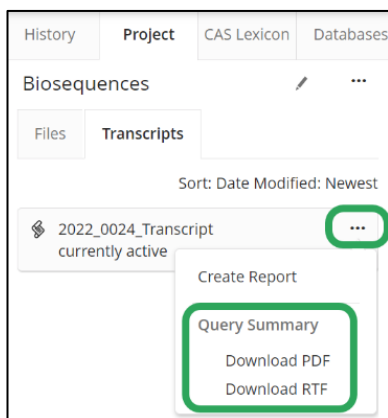 History Project CAS Lexicon Databases
Biosequences ...
Files Transcripts
Sort: Date Modified: Newest
2022_0024_Transcript ...
currently active
Create Report
Query Summary
Download PDF
Download RTF